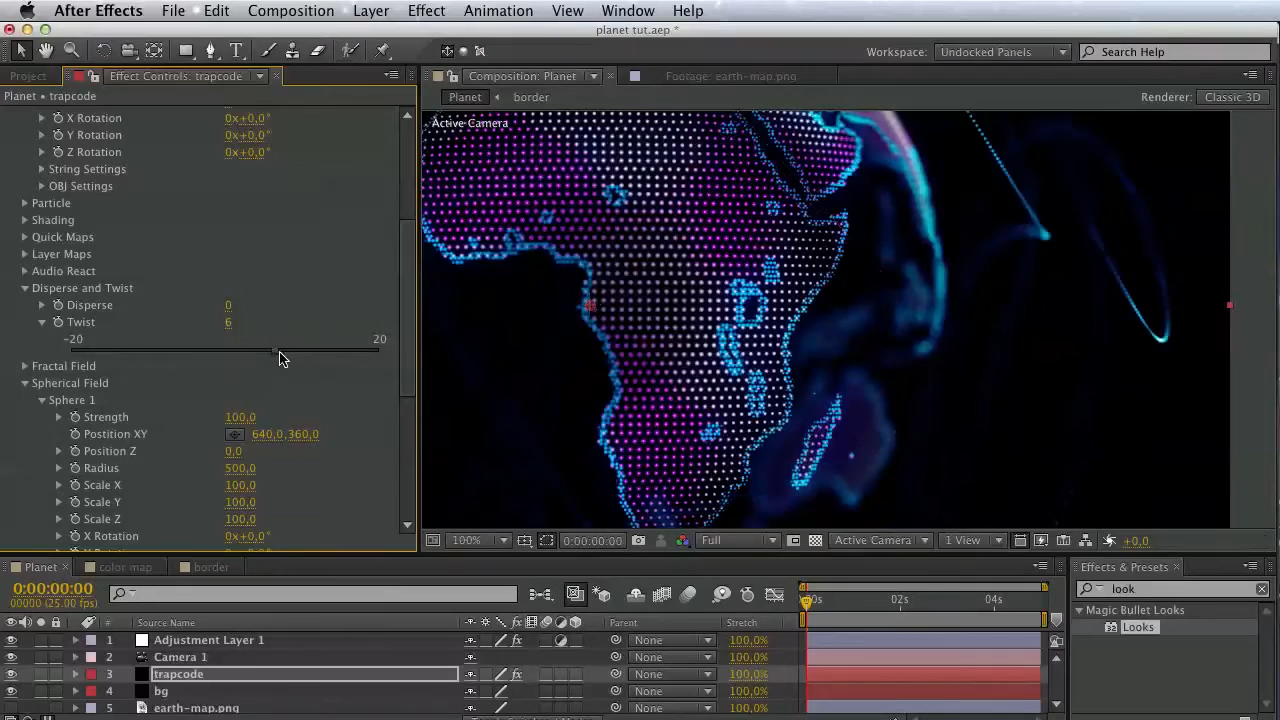 After Effects File Edit Composition Layer Effect Animation View Window Help
planet tut.aep *
Workspace: Undocked Panels Search Help
Project Effect Controls: trapcode Composition: Planet Footage: earth-map.png
Planet • trapcode Planet border Renderer: Classic 3D
X Rotation 0x+0,0°
Active Camera
Y Rotation 0x+0,0°
Z Rotation 0x+0,0°
String Settings
OBJ Settings
Particle
Shading
Quick Maps
Layer Maps
Audio React
Disperse and Twist
Disperse 0
Twist 6
-20 20
Fractal Field
Spherical Field
Sphere 1
Strength 100,0
Position XY 640,0,360,0
Position Z 0,0
Radius 500,0
Scale X 100,0
Scale Y 100,0
Scale Z 100,0
X Rotation 0x+0,0°
100% 0:00:00:00 Full Active Camera 1 View +0,0
Planet color map border Effects & Presets
0:00:00:00
00000 (25.00 fps)
look
02s 04s
Magic Bullet Looks
# Source Name Parent Stretch
Looks
1 Adjustment Layer 1 fx None 100,0%
2 Camera 1 None 100,0%
3 trapcode fx None 100,0%
4 bg None 100,0%
5 earth-map.png None 100,0%